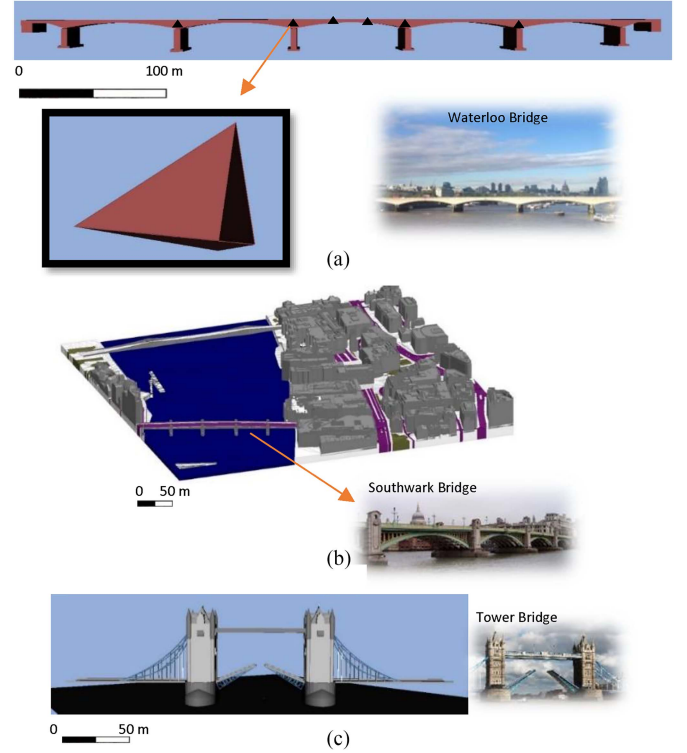 0 100 m
Waterloo Bridge
(a)
0 50 m
Southwark Bridge
(b)
Tower Bridge
0 50 m
(c)